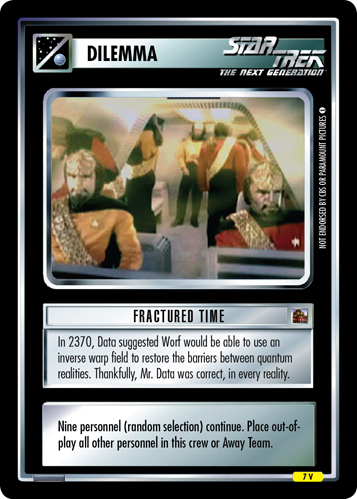 DILEMMA
STAR TREK
THE NEXT GENERATION
NOT ENDORSED BY CBS OR PARAMOUNT PICTURES
FRACTURED TIME
In 2370, Data suggested Worf would be able to use an
inverse warp field to restore the barriers between quantum
realities. Thankfully, Mr. Data was correct, in every reality.
Nine personnel (random selection) continue. Place out-of-
play all other personnel in this crew or Away Team.
7 V